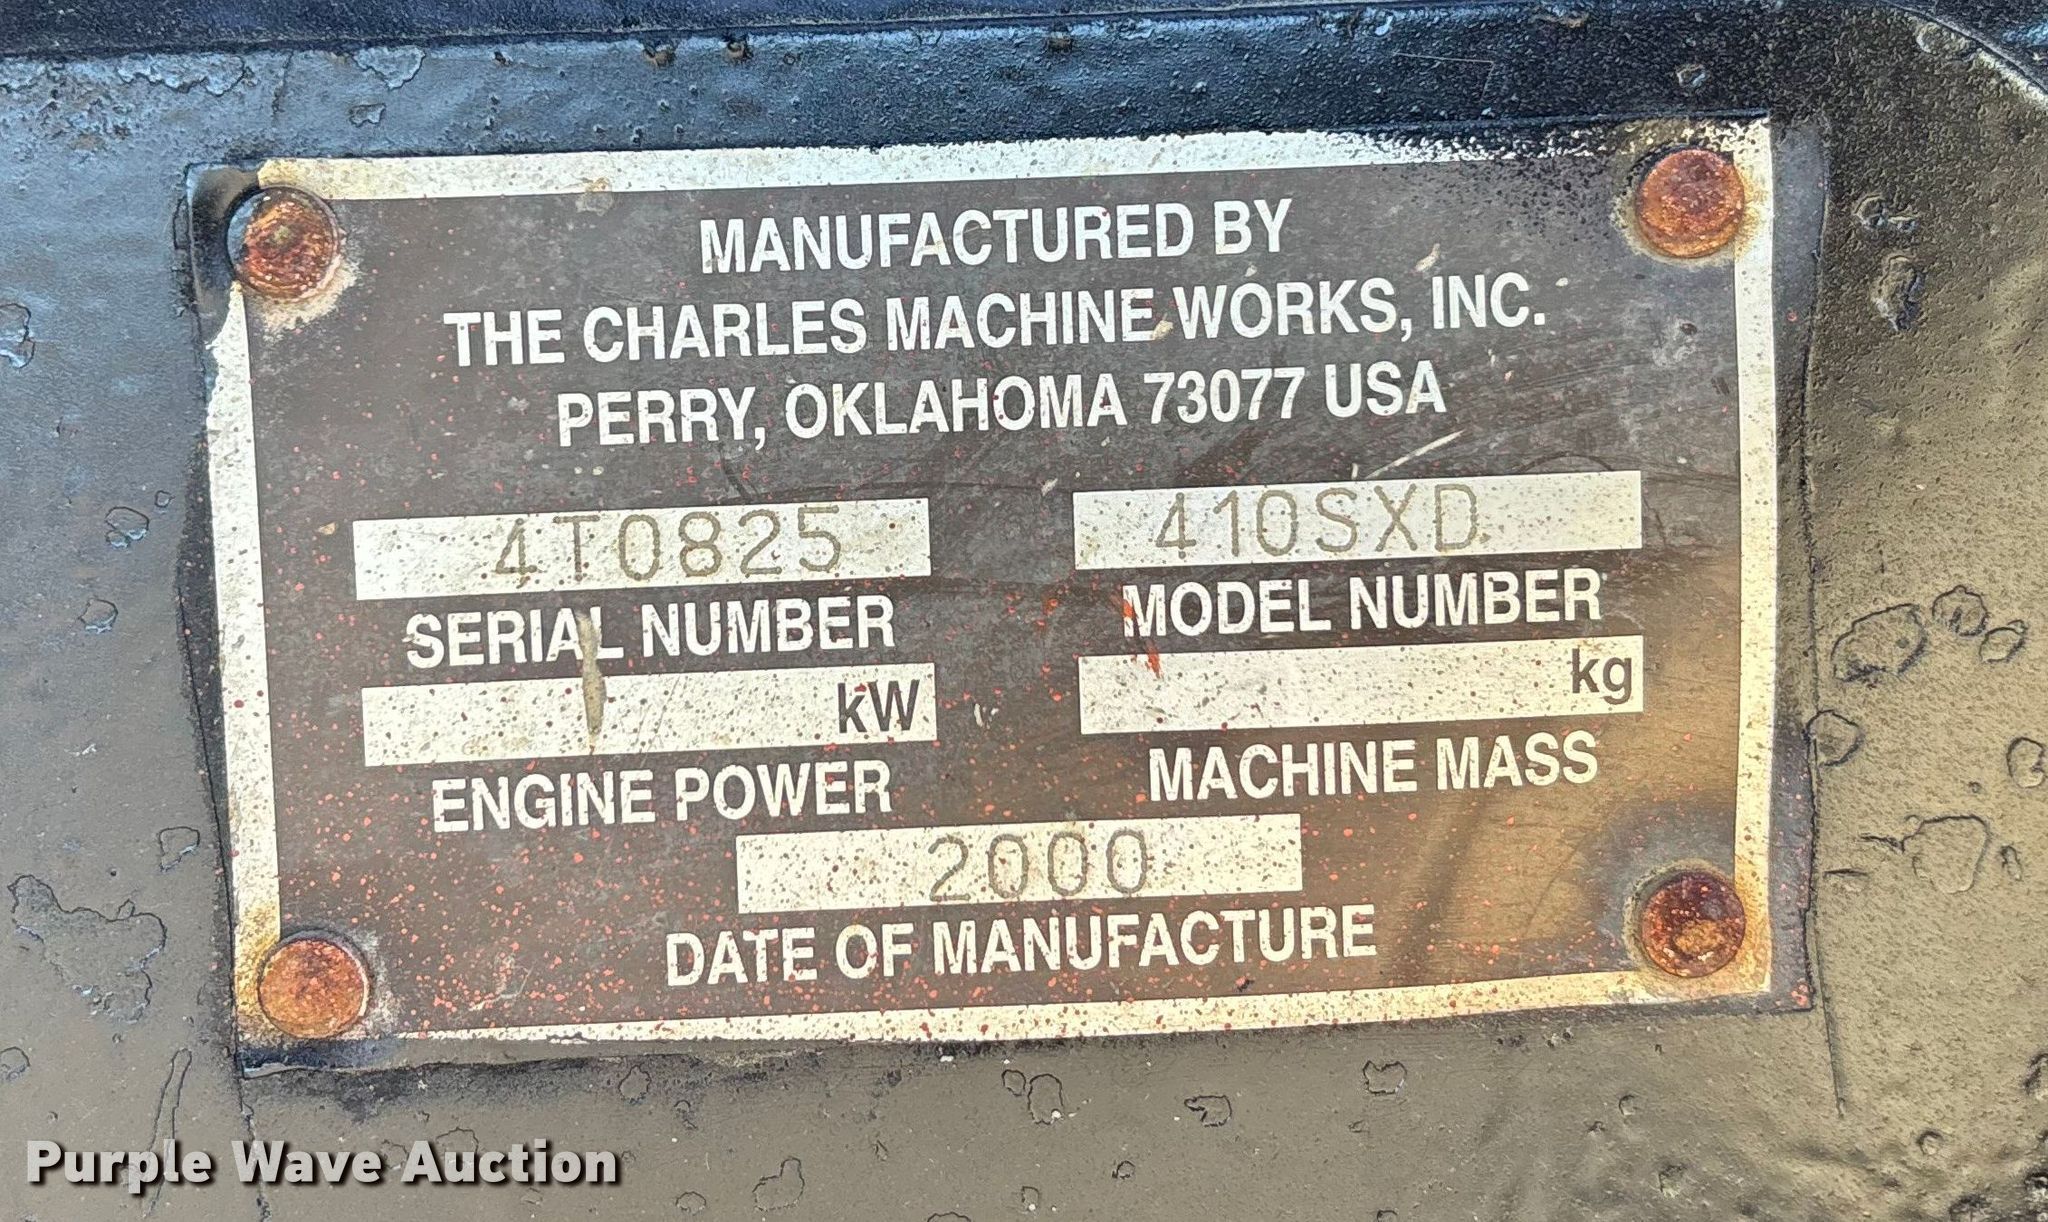 MANUFACTURED BY
THE CHARLES MACHINE WORKS, INC.
PERRY, OKLAHOMA 73077 USA
4T0825 410SXD
SERIAL NUMBER MODEL NUMBER
kW kg
ENGINE POWER MACHINE MASS
2000
DATE OF MANUFACTURE
Purple Wave Auction